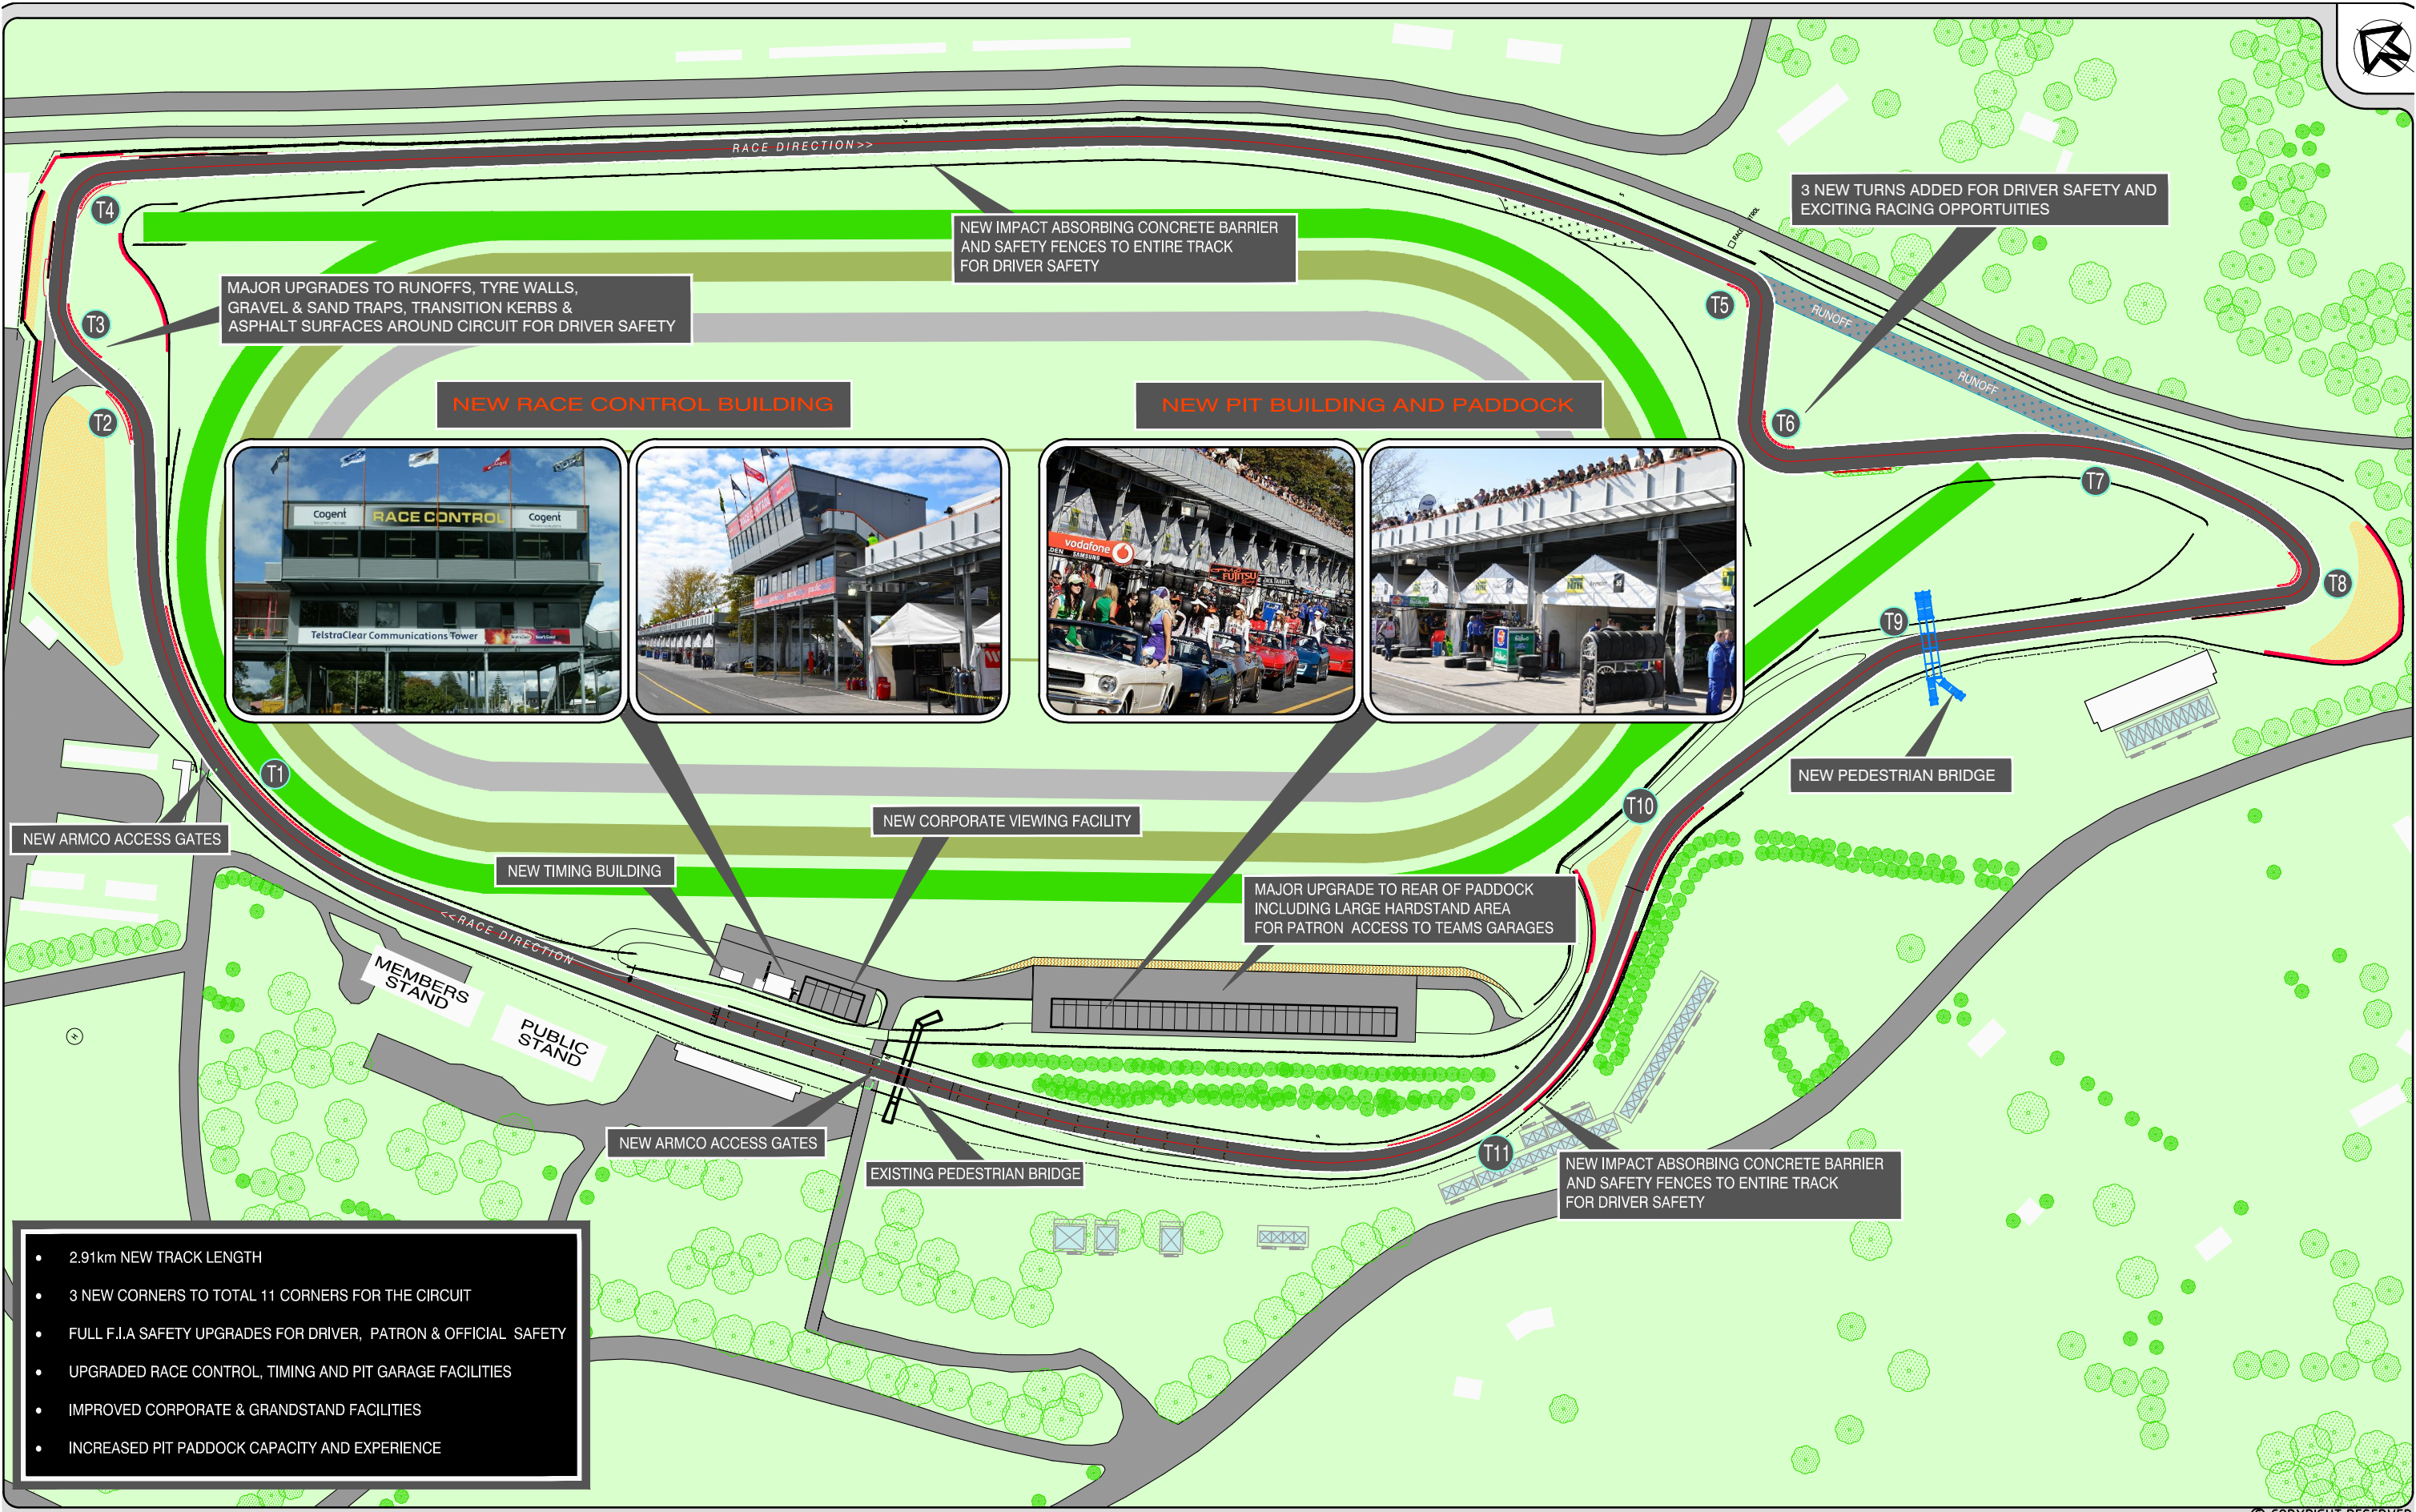 RACE DIRECTION>>
T4
3 NEW TURNS ADDED FOR DRIVER SAFETY AND
EXCITING RACING OPPORTUITIES
NEW IMPACT ABSORBING CONCRETE BARRIER
AND SAFETY FENCES TO ENTIRE TRACK
FOR DRIVER SAFETY
MAJOR UPGRADES TO RUNOFFS, TYRE WALLS,
GRAVEL & SAND TRAPS, TRANSITION KERBS &
ASPHALT SURFACES AROUND CIRCUIT FOR DRIVER SAFETY
T5
RUNOFF
T3
RUNOFF
NEW RACE CONTROL BUILDING
NEW PIT BUILDING AND PADDOCK
T2
T6
T7
Cogent
RACE CONTROL
Cogent
TelstraClear Communications Tower
vodafone
SAMSUNG
FUJITSU
T8
T9
T1
NEW PEDESTRIAN BRIDGE
T10
NEW ARMCO ACCESS GATES
NEW CORPORATE VIEWING FACILITY
NEW TIMING BUILDING
MAJOR UPGRADE TO REAR OF PADDOCK
INCLUDING LARGE HARDSTAND AREA
FOR PATRON ACCESS TO TEAMS GARAGES
<<RACE DIRECTION
MEMBERS
STAND
PUBLIC
STAND
H
NEW ARMCO ACCESS GATES
EXISTING PEDESTRIAN BRIDGE
T11
NEW IMPACT ABSORBING CONCRETE BARRIER
AND SAFETY FENCES TO ENTIRE TRACK
FOR DRIVER SAFETY
• 2.91km NEW TRACK LENGTH
• 3 NEW CORNERS TO TOTAL 11 CORNERS FOR THE CIRCUIT
• FULL F.I.A SAFETY UPGRADES FOR DRIVER, PATRON & OFFICIAL SAFETY
• UPGRADED RACE CONTROL, TIMING AND PIT GARAGE FACILITIES
• IMPROVED CORPORATE & GRANDSTAND FACILITIES
• INCREASED PIT PADDOCK CAPACITY AND EXPERIENCE
© COPYRIGHT RESERVED